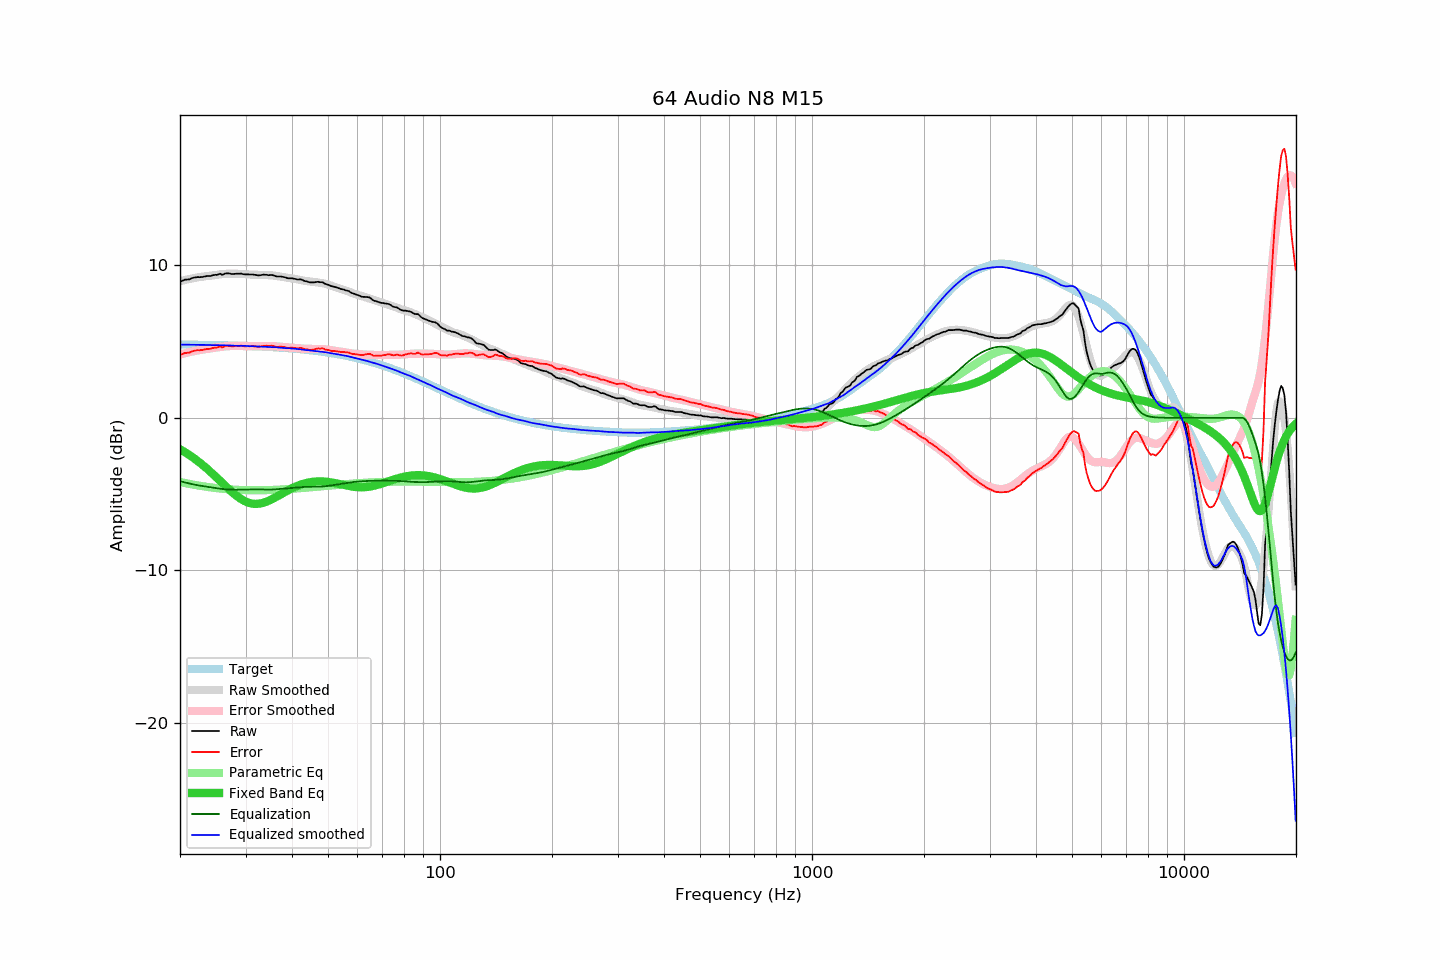 64 Audio N8 M15
10
0
−10
−20
Amplitude (dBr)
100
1000
10000
Frequency (Hz)
Target
Raw Smoothed
Error Smoothed
Raw
Error
Parametric Eq
Fixed Band Eq
Equalization
Equalized smoothed